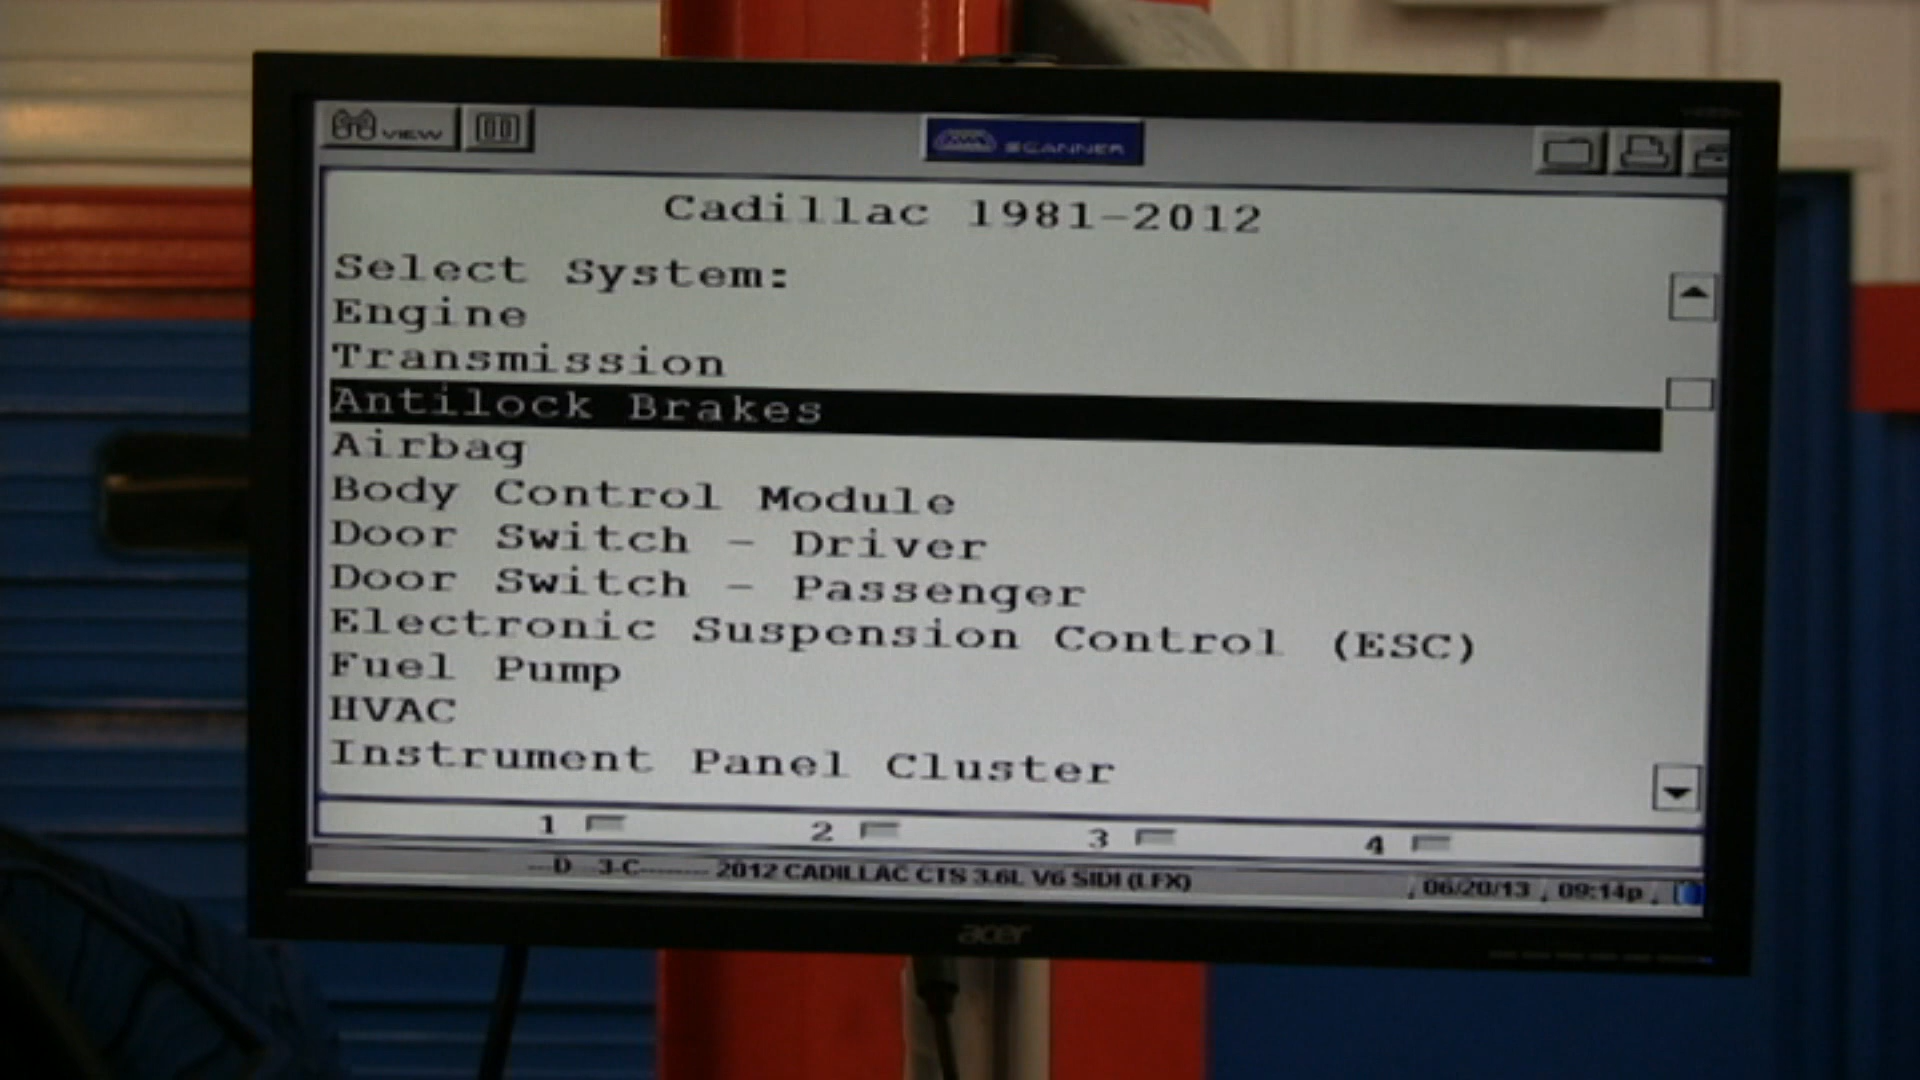 VIEW
SCANNER
Cadillac 1981-2012
Select System:
Engine
Transmission
Antilock Brakes
Airbag
Body Control Module
Door Switch - Driver
Door Switch - Passenger
Electronic Suspension Control (ESC)
Fuel Pump
HVAC
Instrument Panel Cluster
1 2 3 4
---D 3-C-------- 2012 CADILLAC CTS 3.6L V6 SIDI (LFX) , 06/20/13 , 09:14p ,
acer